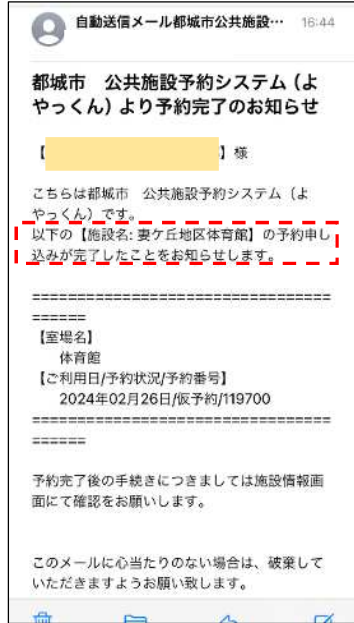 自動送信メール都城市公共施設… 16:44
都城市　公共施設予約システム（よ
やっくん）より予約完了のお知らせ
【　　　　　　　　】様
こちらは都城市　公共施設予約システム（よ
やっくん）です。
以下の【施設名: 妻ケ丘地区体育館】の予約申し
込みが完了したことをお知らせします。
==================================
======
【室場名】
体育館
【ご利用日/予約状況/予約番号】
2024年02月26日/仮予約/119700
==================================
======
予約完了後の手続きにつきましては施設情報画
面にて確認をお願いします。
このメールに心当たりのない場合は、破棄して
いただきますようお願い致します。